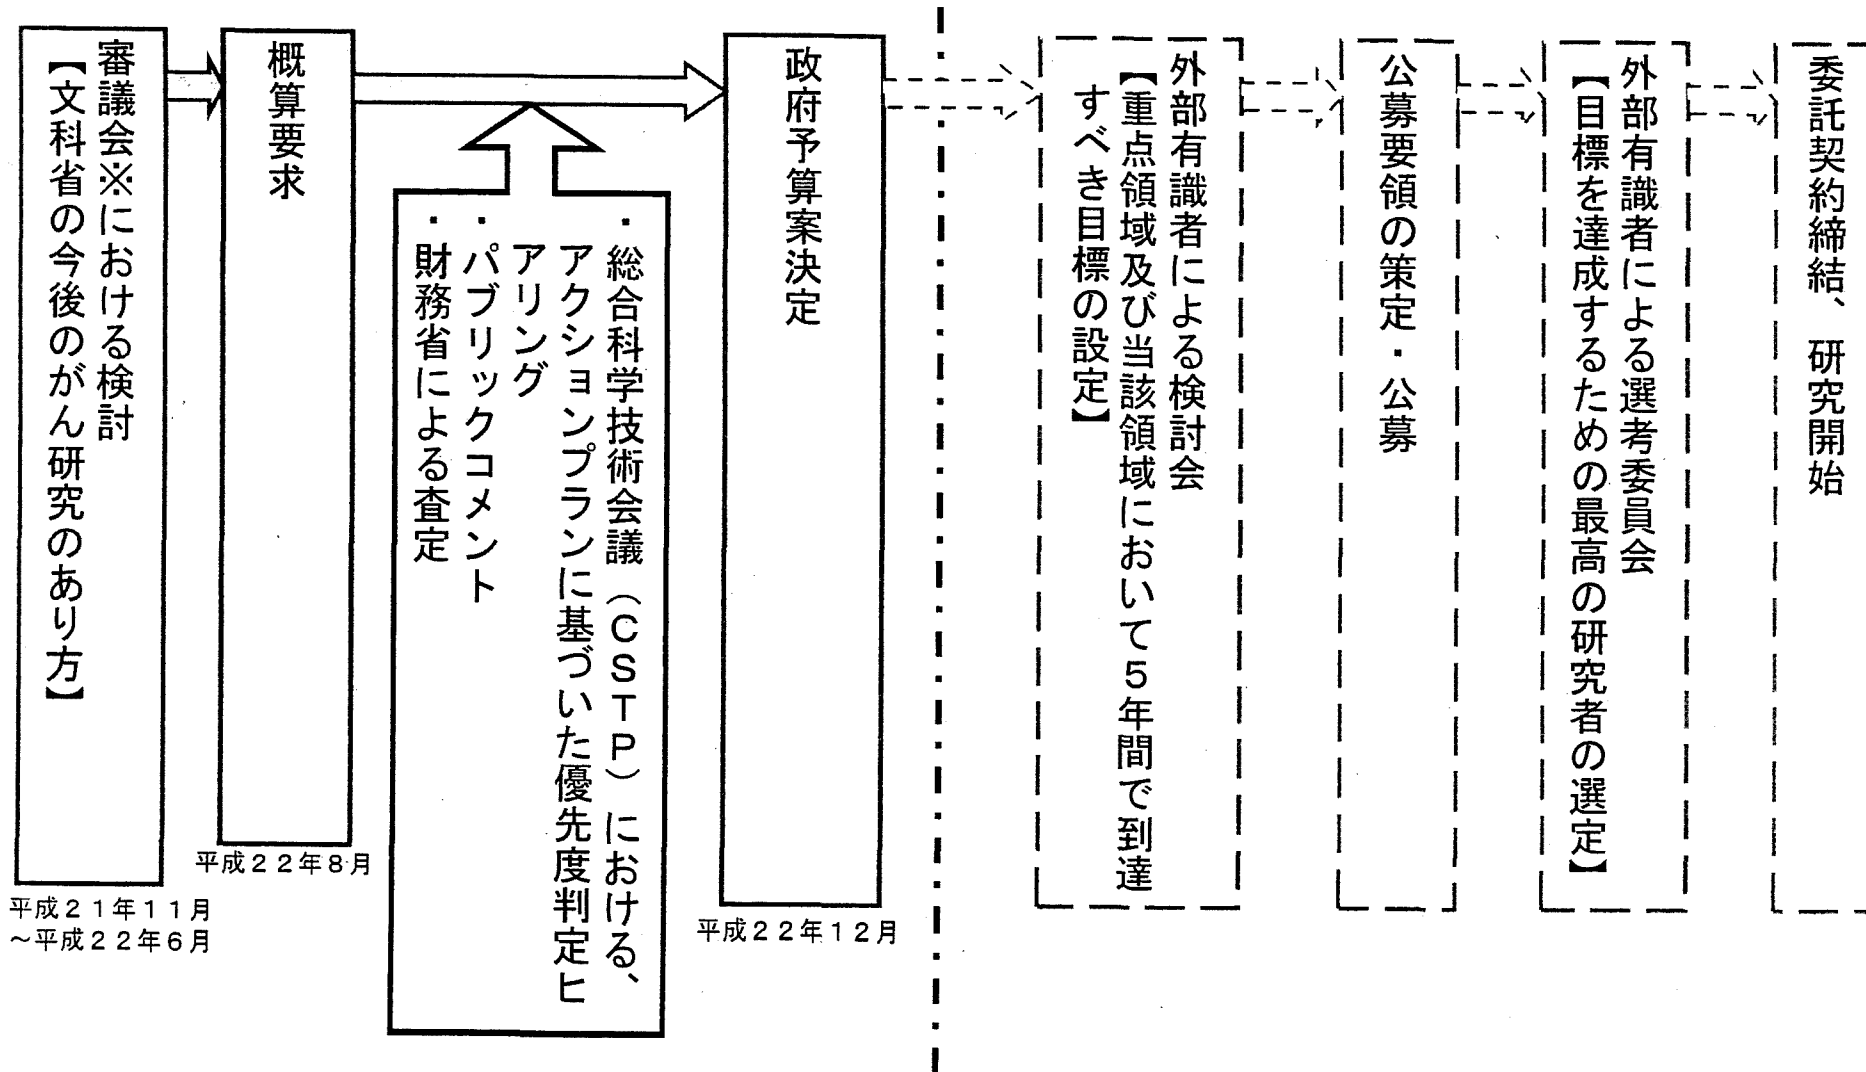 審議会※における検討
【文科省の今後のがん研究のあり方】
平成21年11月
~平成22年6月
概算要求
平成22年8月
・総合科学技術会議(CSTP)における、
アクションプランに基づいた優先度判定ヒ
アリング
・パブリックコメント
・財務省による査定
政府予算案決定
平成22年12月
外部有識者による検討会
【重点領域及び当該領域において5年間で到達
すべき目標の設定】
公募要領の策定・公募
外部有識者による選考委員会
【目標を達成するための最高の研究者の選定】
委託契約締結、研究開始